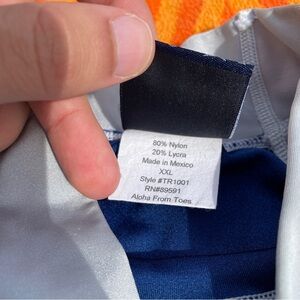 80% Nylon
20% Lycra
Made in Mexico
XXL
Style #TR1001
RN#89591
Aloha From Toes